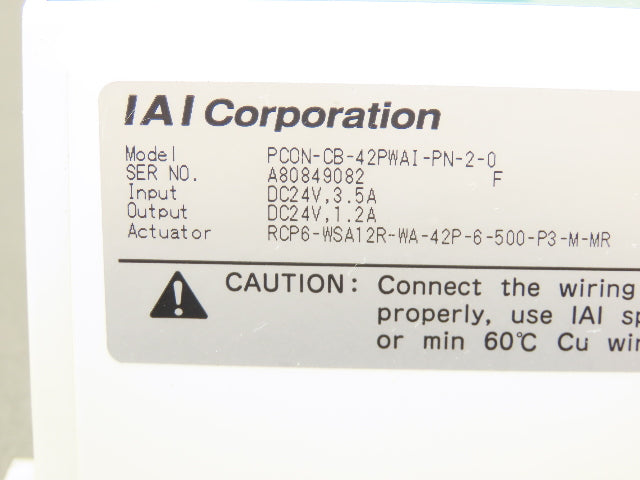 IAI Corporation
Model PCON-CB-42PWAI-PN-2-0
SER NO. A80849082 F
Input DC24V,3.5A
Output DC24V,1.2A
Actuator RCP6-WSA12R-WA-42P-6-500-P3-M-MR
CAUTION: Connect the wiring
properly, use IAI
or min 60℃ Cu